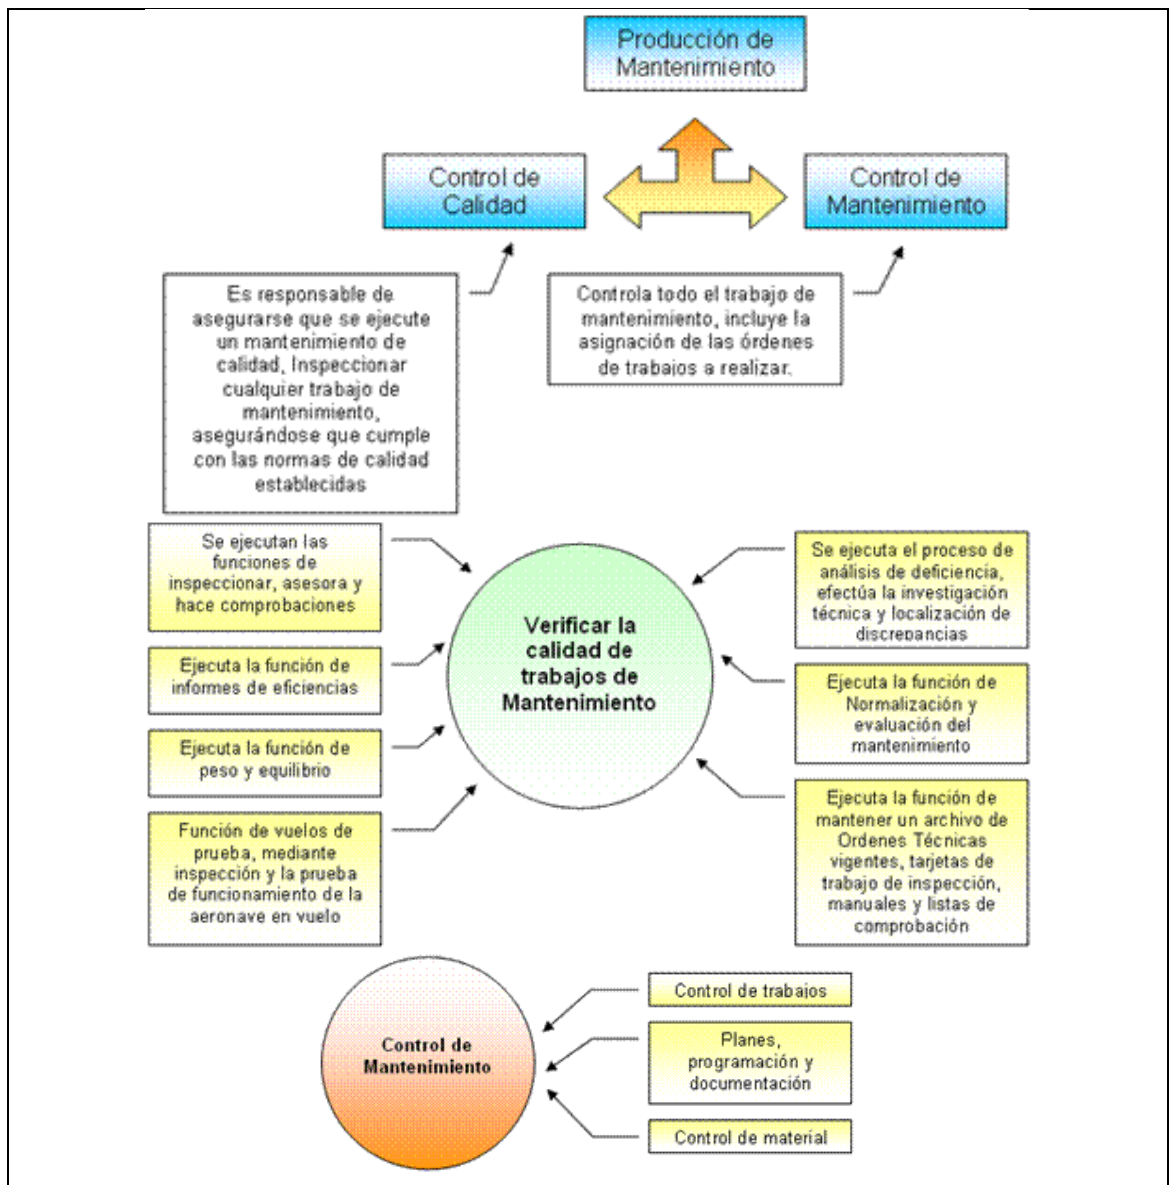 Producción de
Mantenimiento
Control de
Calidad
Control de
Mantenimiento
Es responsable de
asegurarse que se ejecute
un mantenimiento de
calidad, Inspeccionar
cualquier trabajo de
mantenimiento,
asegurándose que cumple
con las normas de calidad
establecidas
Controla todo el trabajo de
mantenimiento, incluye la
asignación de las órdenes
de trabajos a realizar.
Se ejecutan las
funciones de
inspeccionar, asesora y
hace comprobaciones
Ejecuta la función de
informes de eficiencias
Ejecuta la función de
peso y equilibrio
Función de vuelos de
prueba, mediante
inspección y la prueba
de funcionamiento de la
aeronave en vuelo
Verificar la
calidad de
trabajos de
Mantenimiento
Se ejecuta el proceso de
análisis de deficiencia,
efectúa la investigación
técnica y localización de
discrepancias
Ejecuta la función de
Normalización y
evaluación del
mantenimiento
Ejecuta la función de
mantener un archivo de
Ordenes Técnicas
vigentes, tarjetas de
trabajo de inspección,
manuales y listas de
comprobación
Control de
Mantenimiento
Control de trabajos
Planes,
programación y
documentación
Control de material